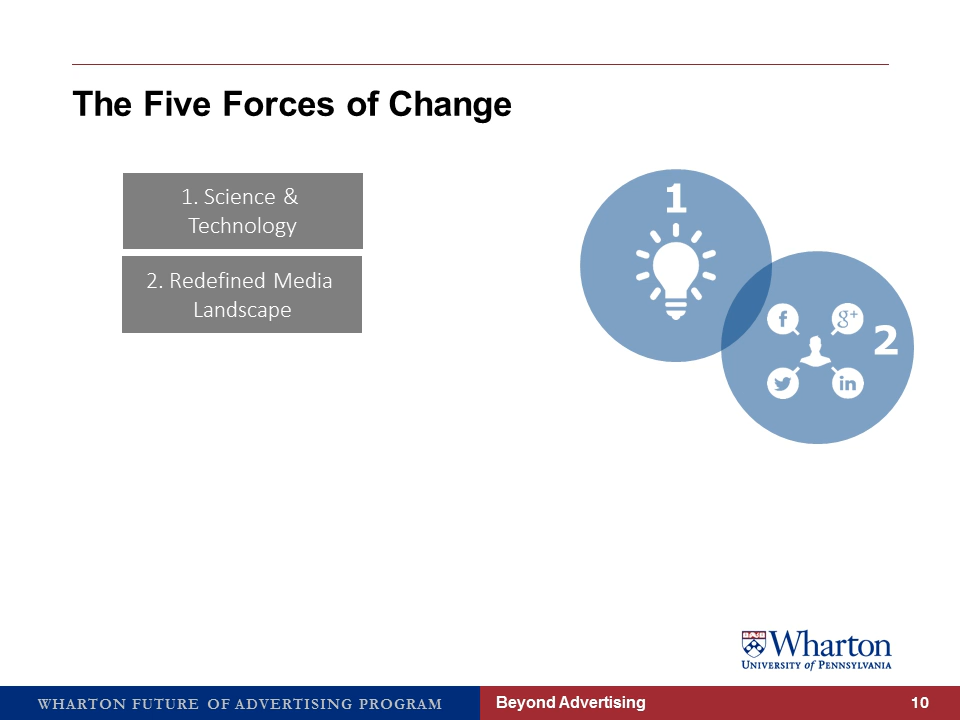 The Five Forces of Change
1. Science &
Technology
2. Redefined Media
Landscape
1
f
g+
2
in
Wharton
UNIVERSITY of PENNSYLVANIA
WHARTON FUTURE OF ADVERTISING PROGRAM
Beyond Advertising
10